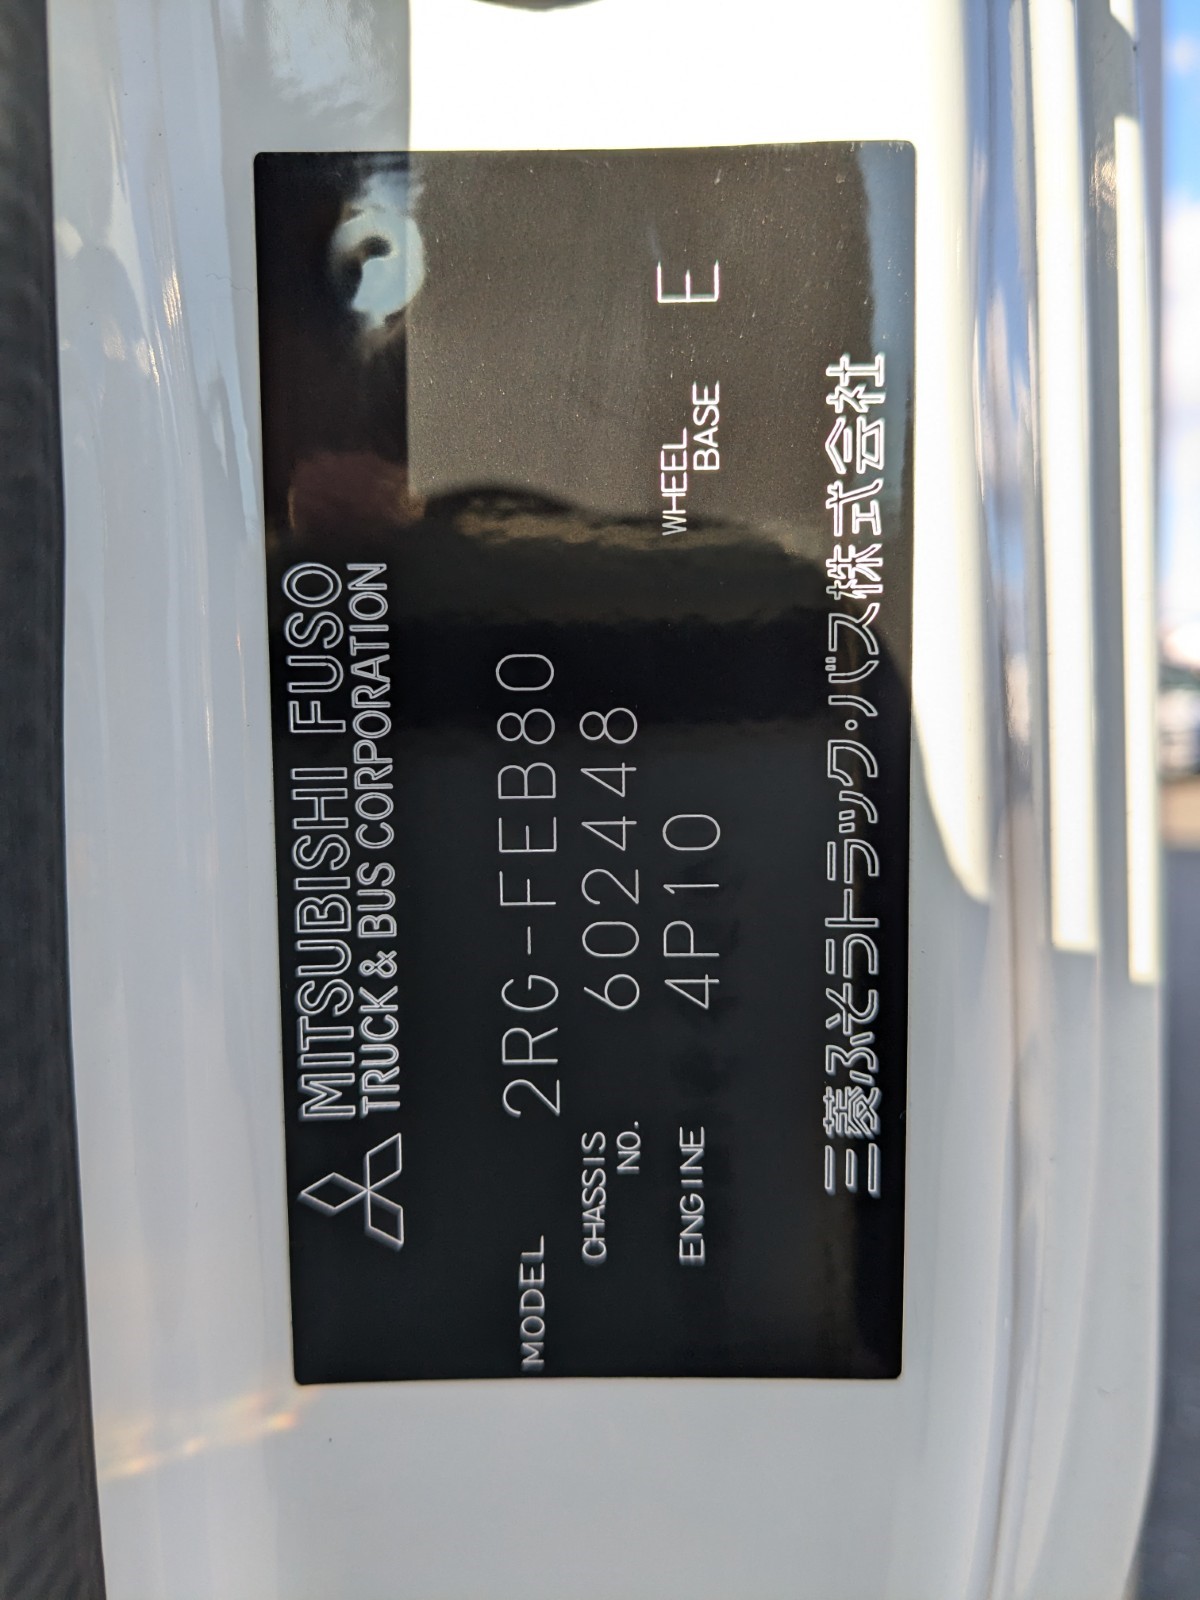 MITSUBISHI FUSO
TRUCK & BUS CORPORATION
MODEL 2RG-FEB80
CHASSIS NO. 602448
ENGINE 4P10 WHEEL BASE E
三菱ふそうトラック・バス株式会社